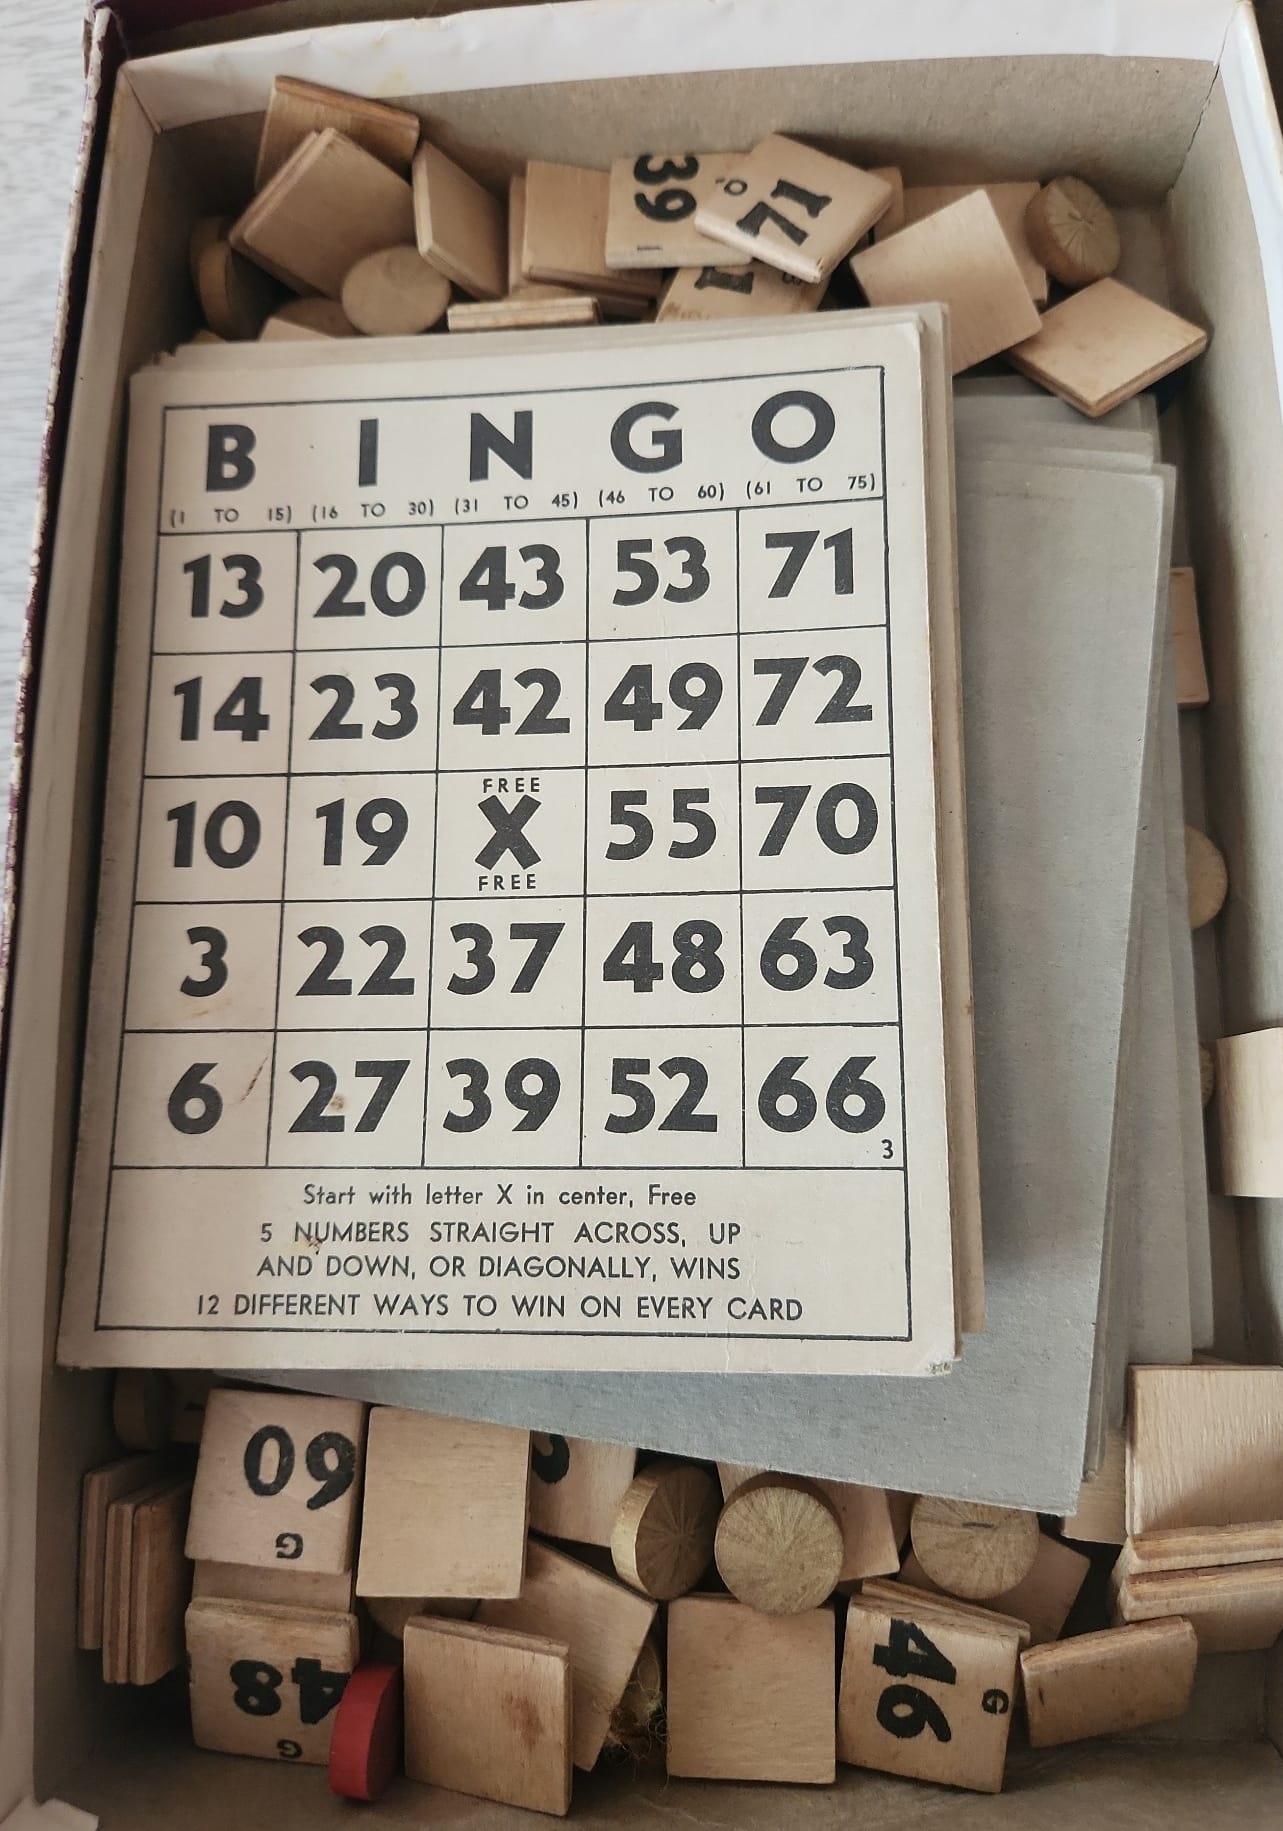 39
O
71
B I N G O
(1 TO 15) (16 TO 30) (31 TO 45) (46 TO 60) (61 TO 75)
13 20 43 53 71
14 23 42 49 72
FREE
10 19 X 55 70
FREE
3 22 37 48 63
6 27 39 52 66
3
Start with letter X in center, Free
5 NUMBERS STRAIGHT ACROSS, UP
AND DOWN, OR DIAGONALLY, WINS
12 DIFFERENT WAYS TO WIN ON EVERY CARD
60
G
48
G
46
G